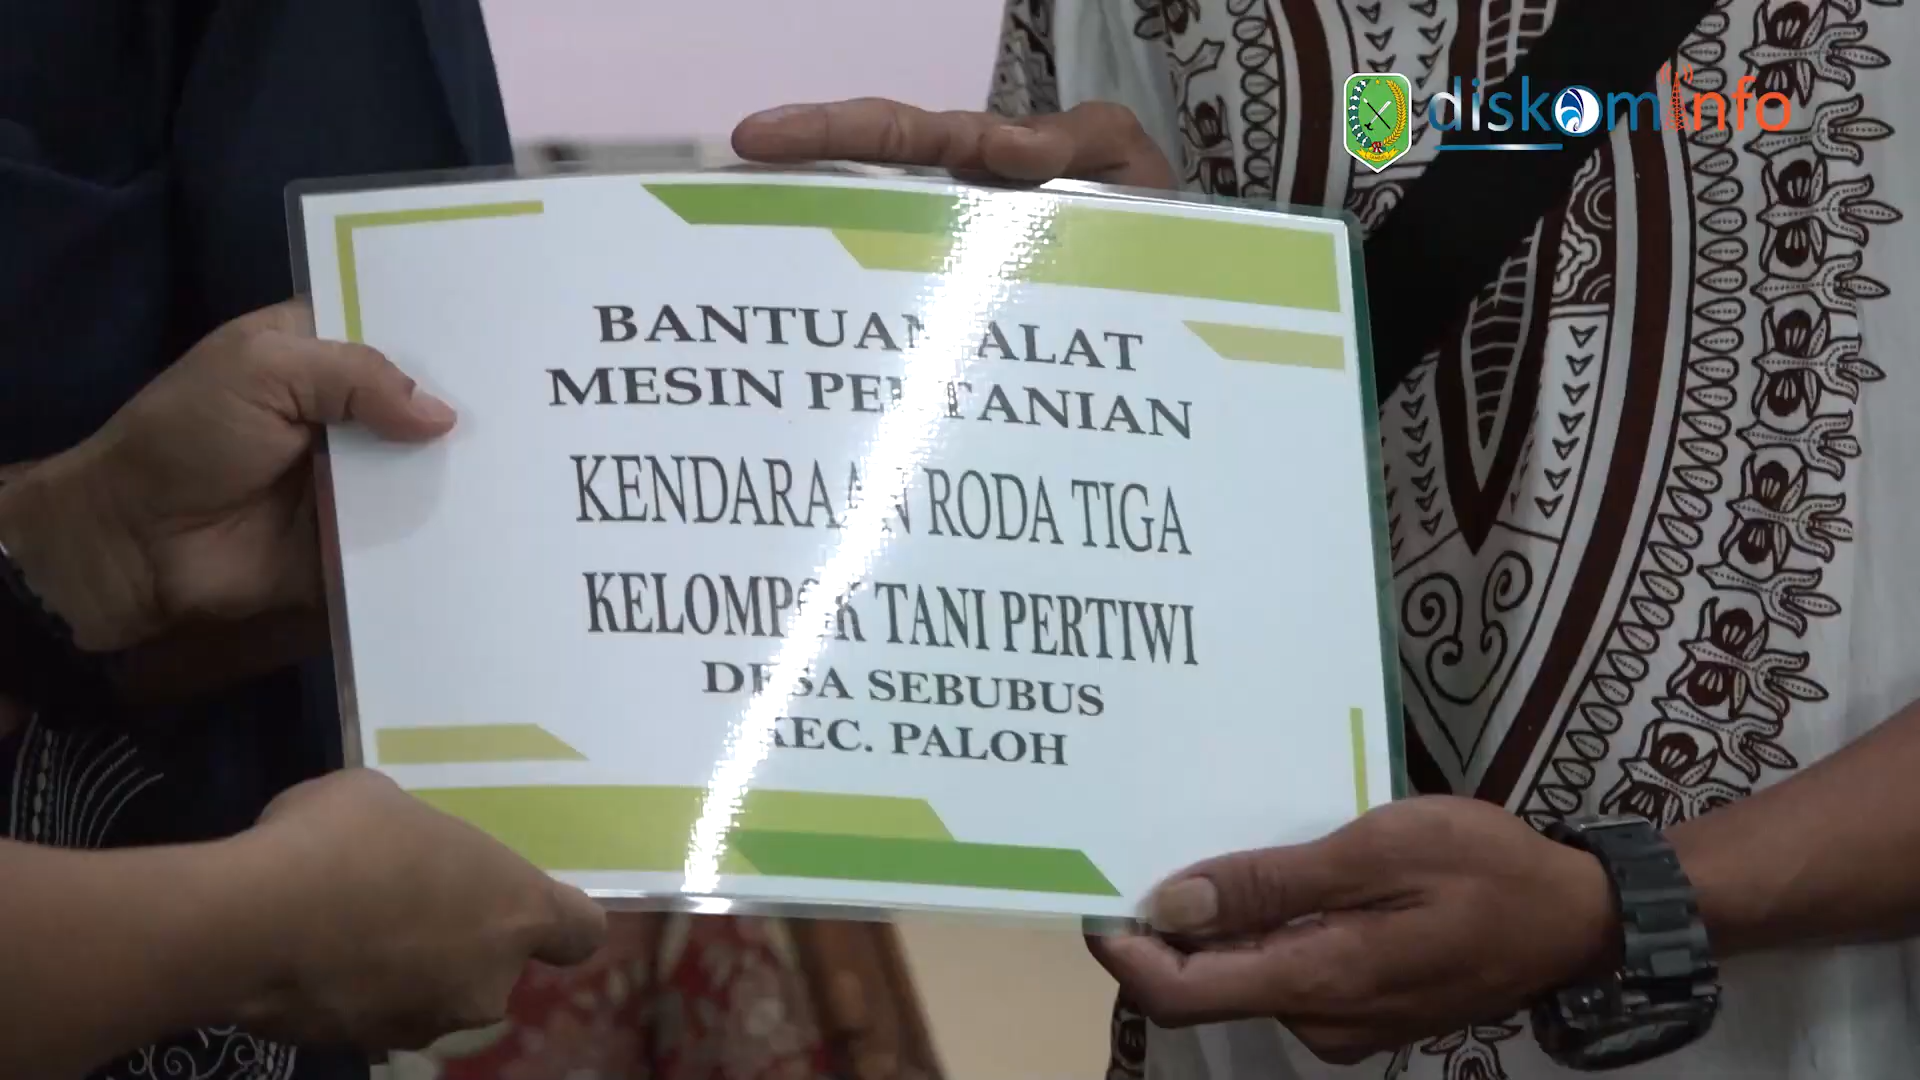 diskominfo
BANTUAN ALAT
MESIN PERTANIAN
KENDARAAN RODA TIGA
KELOMPOK TANI PERTIWI
DESA SEBUBUS
KEC. PALOH